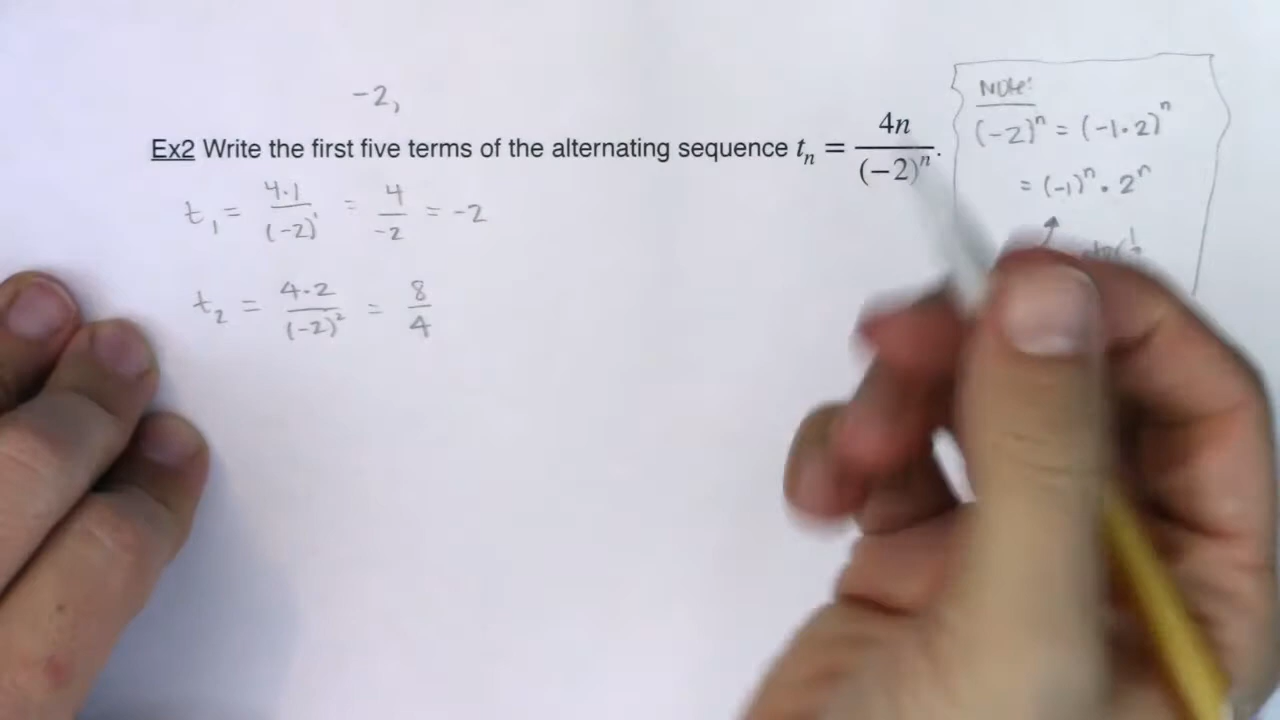 -2,
Ex2 Write the first five terms of the alternating sequence tₙ = 4n/(−2)ⁿ.
t₁ = 4·1/(-2)¹ = 4/-2 = -2
t₂ = 4·2/(-2)² = 8/4
Note:
(-2)ⁿ = (-1·2)ⁿ
= (-1)ⁿ · 2ⁿ